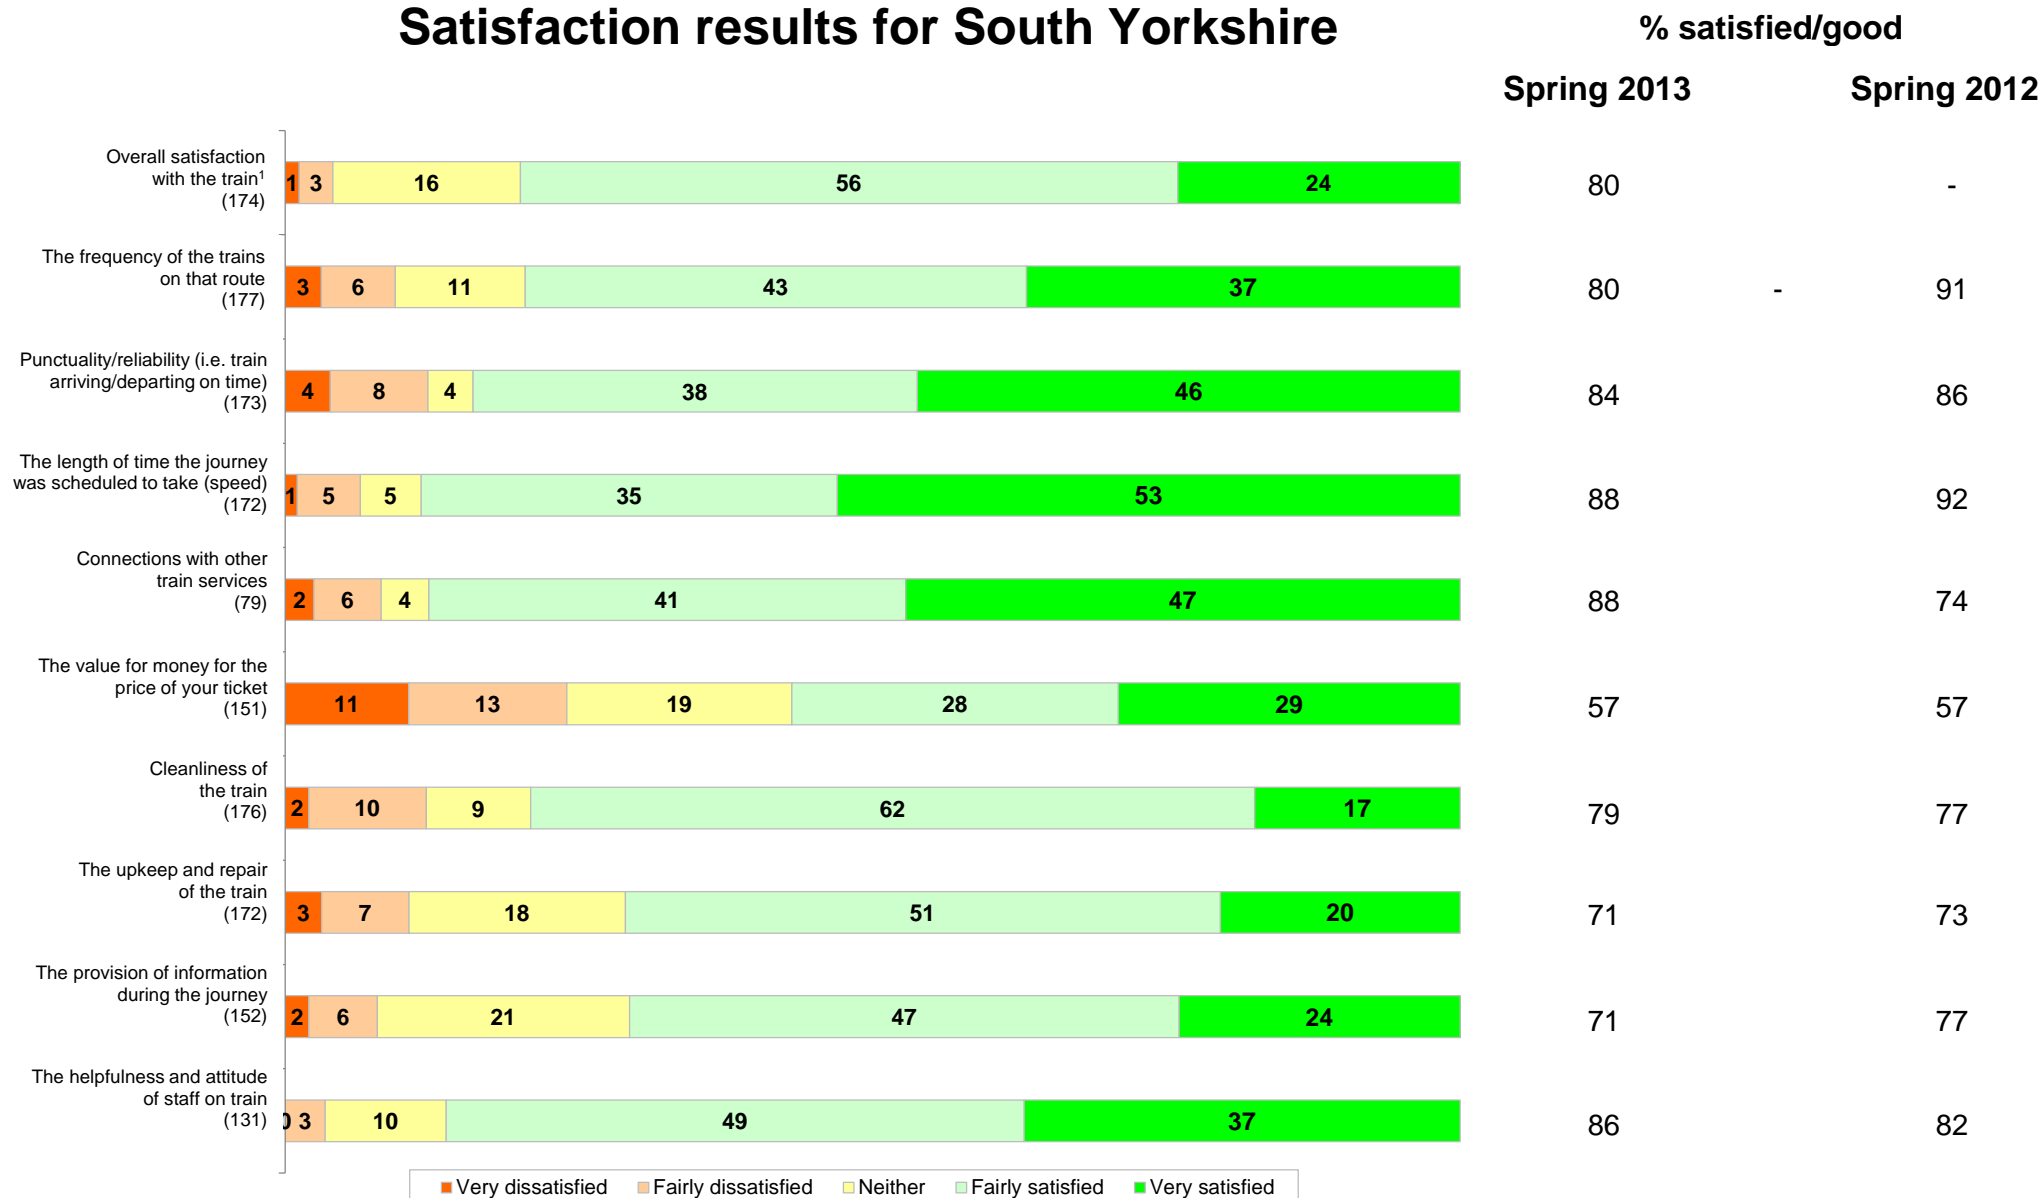 Satisfaction results for South Yorkshire
% satisfied/good
Spring 2013 Spring 2012
Overall satisfaction
with the train¹
(174)
1 3 16 56 24 80 -
The frequency of the trains
on that route
(177)
3 6 11 43 37 80 - 91
Punctuality/reliability (i.e. train
arriving/departing on time)
(173)
4 8 4 38 46 84 86
The length of time the journey
was scheduled to take (speed)
(172)
1 5 5 35 53 88 92
Connections with other
train services
(79)
2 6 4 41 47 88 74
The value for money for the
price of your ticket
(151)
11 13 19 28 29 57 57
Cleanliness of
the train
(176)
2 10 9 62 17 79 77
The upkeep and repair
of the train
(172)
3 7 18 51 20 71 73
The provision of information
during the journey
(152)
2 6 21 47 24 71 77
The helpfulness and attitude
of staff on train
(131)
0 3 10 49 37 86 82
Very dissatisfied Fairly dissatisfied Neither Fairly satisfied Very satisfied